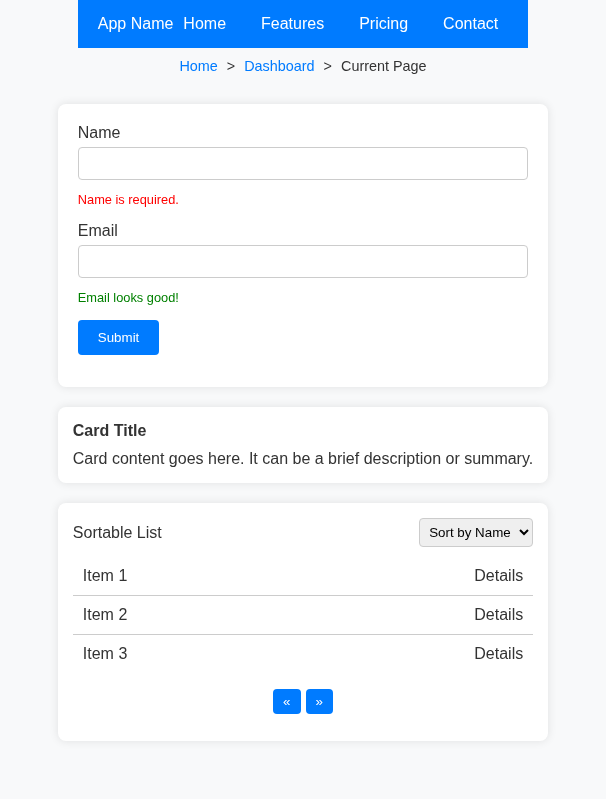 App Name Home Features Pricing Contact
Home > Dashboard > Current Page
Name
Name is required.
Email
Email looks good!
Submit
Card Title
Card content goes here. It can be a brief description or summary.
Sortable List Sort by Name
Item 1 Details
Item 2 Details
Item 3 Details
« »